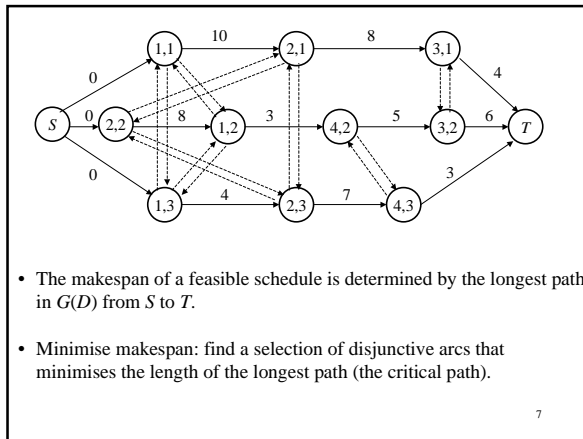 10 8
1,1 2,1 3,1
0 4
S 0 2,2 8 1,2 3 4,2 5 3,2 6 T
0 3
1,3 4 2,3 7 4,3
• The makespan of a feasible schedule is determined by the longest path
in G(D) from S to T.
• Minimise makespan: find a selection of disjunctive arcs that
minimises the length of the longest path (the critical path).
7